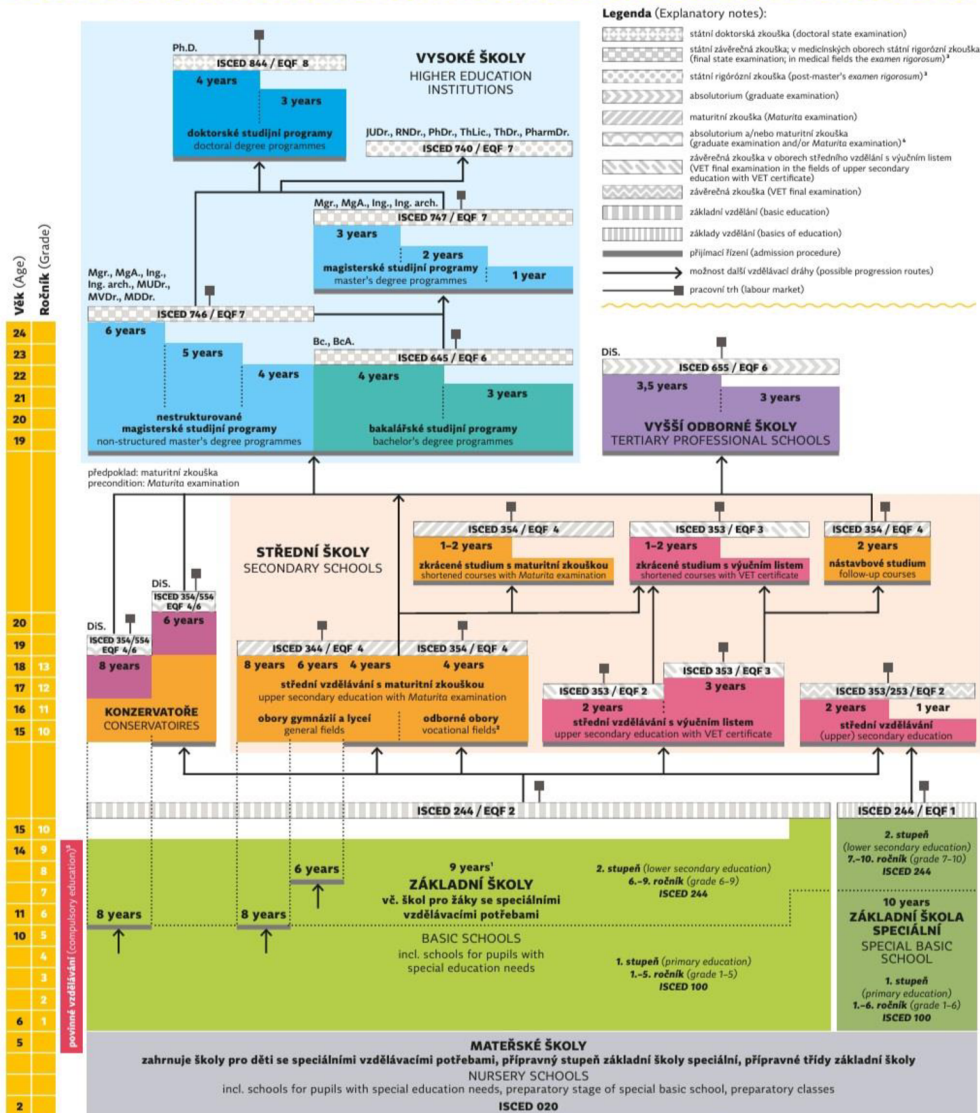 Legenda (Explanatory notes):
státní doktorská zkouška (doctoral state examination)
státní závěrečná zkouška; v medicínských oborech státní rigorózní zkouška
(final state examination; in medical fields the examen rigorosum)³
státní rigórózní zkouška (post-master's examen rigorosum)³
absolutorium (graduate examination)
maturitní zkouška (Maturita examination)
absolutorium a/nebo maturitní zkouška
(graduate examination and/or Maturita examination)⁴
závěrečná zkouška v oborech středního vzdělání s výučním listem
(VET final examination in the fields of upper secondary
education with VET certificate)
závěrečná zkouška (VET final examination)
základní vzdělání (basic education)
základy vzdělání (basics of education)
přijímací řízení (admission procedure)
možnost další vzdělávací dráhy (possible progression routes)
pracovní trh (labour market)
VYSOKÉ ŠKOLY
HIGHER EDUCATION
INSTITUTIONS
Ph.D.
ISCED 844 / EQF 8
4 years
3 years
doktorské studijní programy
doctoral degree programmes
JUDr., RNDr., PhDr., ThLic., ThDr., PharmDr.
ISCED 740 / EQF 7
Mgr., MgA., Ing., Ing. arch.
ISCED 747 / EQF 7
3 years
2 years
1 year
magisterské studijní programy
master's degree programmes
Mgr., MgA., Ing.,
Ing. arch., MUDr.,
MVDr., MDDr.
ISCED 746 / EQF 7
6 years
5 years
4 years
nestrukturované
magisterské studijní programy
non-structured master's degree programmes
Bc., BcA.
ISCED 645 / EQF 6
4 years
3 years
bakalářské studijní programy
bachelor's degree programmes
DiS.
ISCED 655 / EQF 6
3,5 years
3 years
VYŠŠÍ ODBORNÉ ŠKOLY
TERTIARY PROFESSIONAL SCHOOLS
předpoklad: maturitní zkouška
precondition: Maturita examination
Věk (Age)
Ročník (Grade)
24
23
22
21
20
19
20
19
18 13
17 12
16 11
15 10
15 10
14 9
8
7
11 6
10 5
4
3
2
6 1
5
2
povinné vzdělávání (compulsory education)²
STŘEDNÍ ŠKOLY
SECONDARY SCHOOLS
ISCED 354 / EQF 4
1–2 years
zkrácené studium s maturitní zkouškou
shortened courses with Maturita examination
ISCED 353 / EQF 3
1–2 years
zkrácené studium s výučním listem
shortened courses with VET certificate
ISCED 354 / EQF 4
2 years
nástavbové studium
follow-up courses
DiS.
ISCED 354/554
EQF 4/6
6 years
DiS.
ISCED 354/554
EQF 4/6
8 years
KONZERVATOŘE
CONSERVATOIRES
ISCED 344 / EQF 4
8 years 6 years 4 years
ISCED 354 / EQF 4
4 years
střední vzdělávání s maturitní zkouškou
upper secondary education with Maturita examination
obory gymnázií a lyceí
general fields
odborné obory
vocational fields⁵
ISCED 353 / EQF 2
2 years
ISCED 353 / EQF 3
3 years
střední vzdělávání s výučním listem
upper secondary education with VET certificate
ISCED 353/253 / EQF 2
2 years
1 year
střední vzdělávání
(upper) secondary education
ISCED 244 / EQF 2
ISCED 244 / EQF 1
8 years
8 years
6 years
9 years¹
ZÁKLADNÍ ŠKOLY
vč. škol pro žáky se speciálními
vzdělávacími potřebami
BASIC SCHOOLS
incl. schools for pupils with
special education needs
2. stupeň (lower secondary education)
6.–9. ročník (grade 6–9)
ISCED 244
1. stupeň (primary education)
1.–5. ročník (grade 1–5)
ISCED 100
2. stupeň
(lower secondary education)
7.–10. ročník (grade 7–10)
ISCED 244
10 years
ZÁKLADNÍ ŠKOLA
SPECIÁLNÍ
SPECIAL BASIC
SCHOOL
1. stupeň
(primary education)
1.–6. ročník (grade 1–6)
ISCED 100
MATEŘSKÉ ŠKOLY
zahrnuje školy pro děti se speciálními vzdělávacími potřebami, přípravný stupeň základní školy speciální, přípravné třídy základní školy
NURSERY SCHOOLS
incl. schools for pupils with special education needs, preparatory stage of special basic school, preparatory classes
ISCED 020